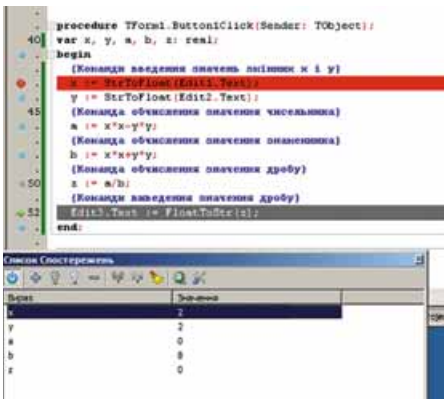 procedure TForm1.Button1Click(Sender: TObject);
40 var x, y, a, b, z: real;
begin
{Команди введення значень змінних x і y}
x := StrToFloat(Edit1.Text);
y := StrToFloat(Edit2.Text);
45 {Команда обчислення значення чисельника}
a := x*x-y*y;
{Команда обчислення значення знаменника}
b := x*x+y*y;
{Команда обчислення значення дробу}
50 z := a/b;
{Команда виведення значення дробу}
52 Edit3.Text := FloatToStr(z);
end;
Список Спостережень
Вираз Значення
x 2
y 2
a 0
b 8
z 0